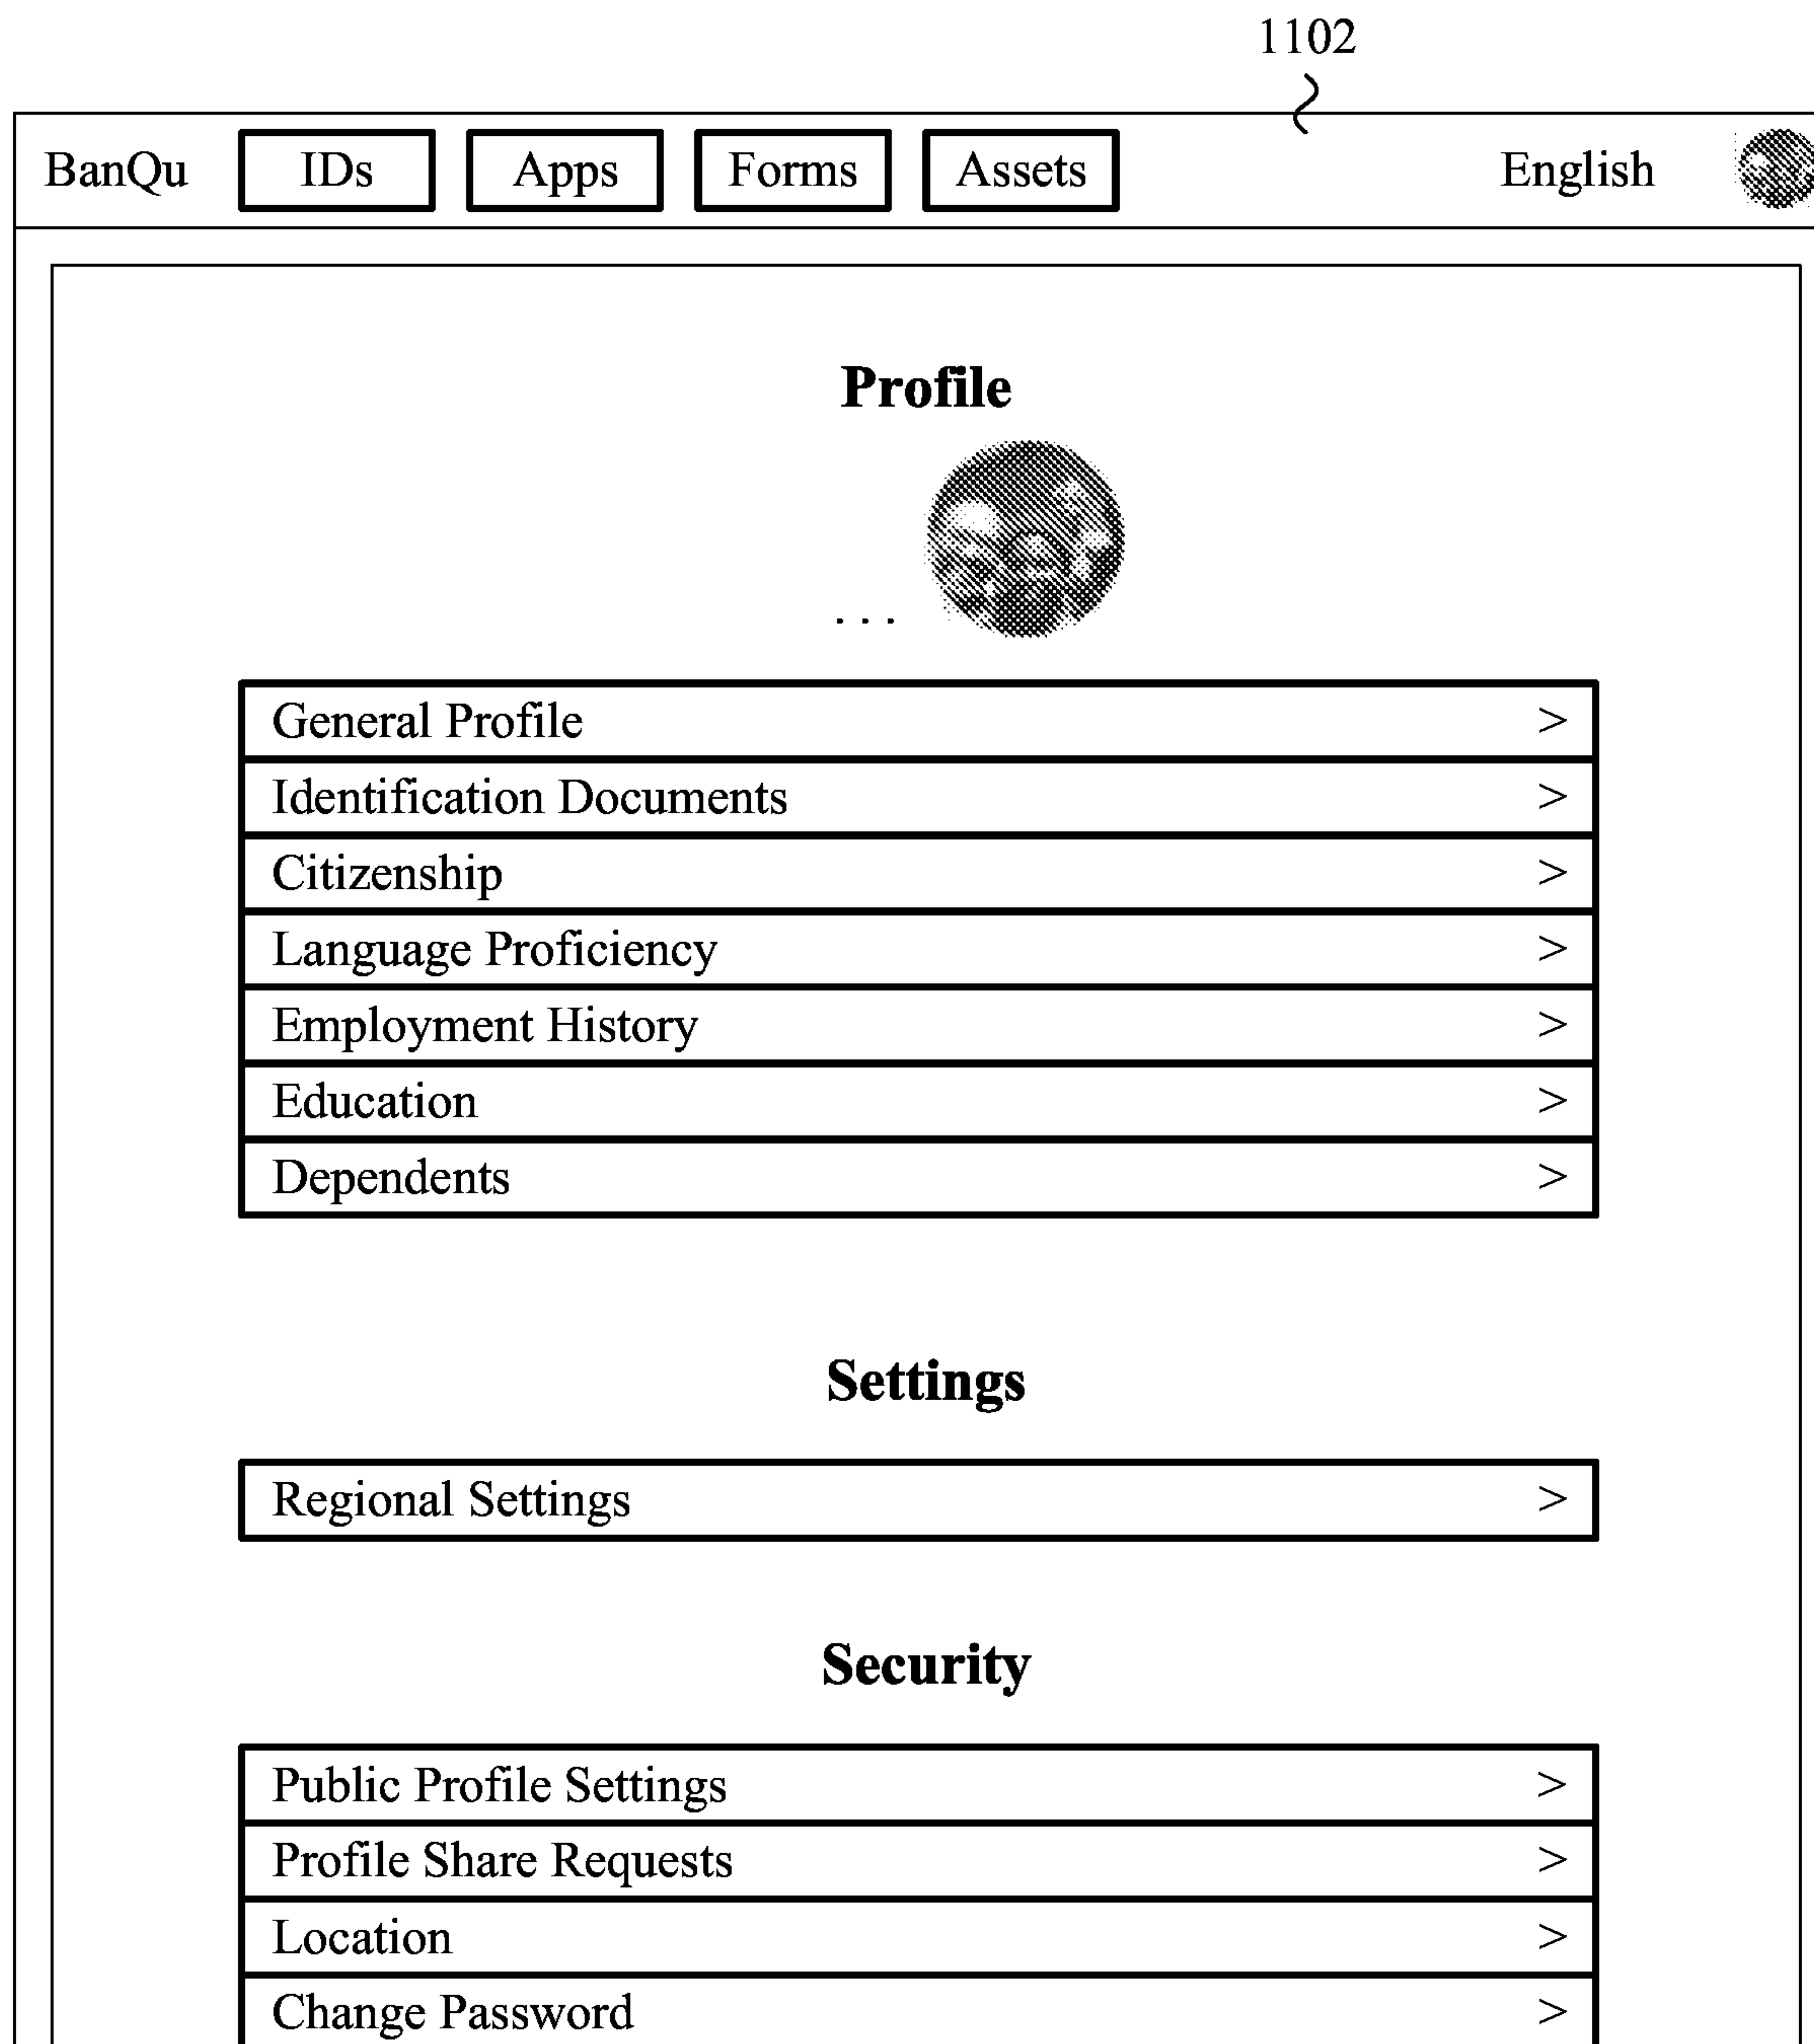 1102
BanQu IDs Apps Forms Assets English
Profile
. . .
General Profile >
Identification Documents >
Citizenship >
Language Proficiency >
Employment History >
Education >
Dependents >
Settings
Regional Settings >
Security
Public Profile Settings >
Profile Share Requests >
Location >
Change Password >